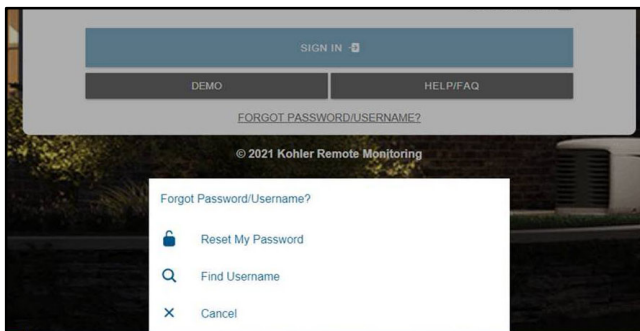 SIGN IN
DEMO
HELP/FAQ
FORGOT PASSWORD/USERNAME?
© 2021 Kohler Remote Monitoring
Forgot Password/Username?
Reset My Password
Find Username
Cancel